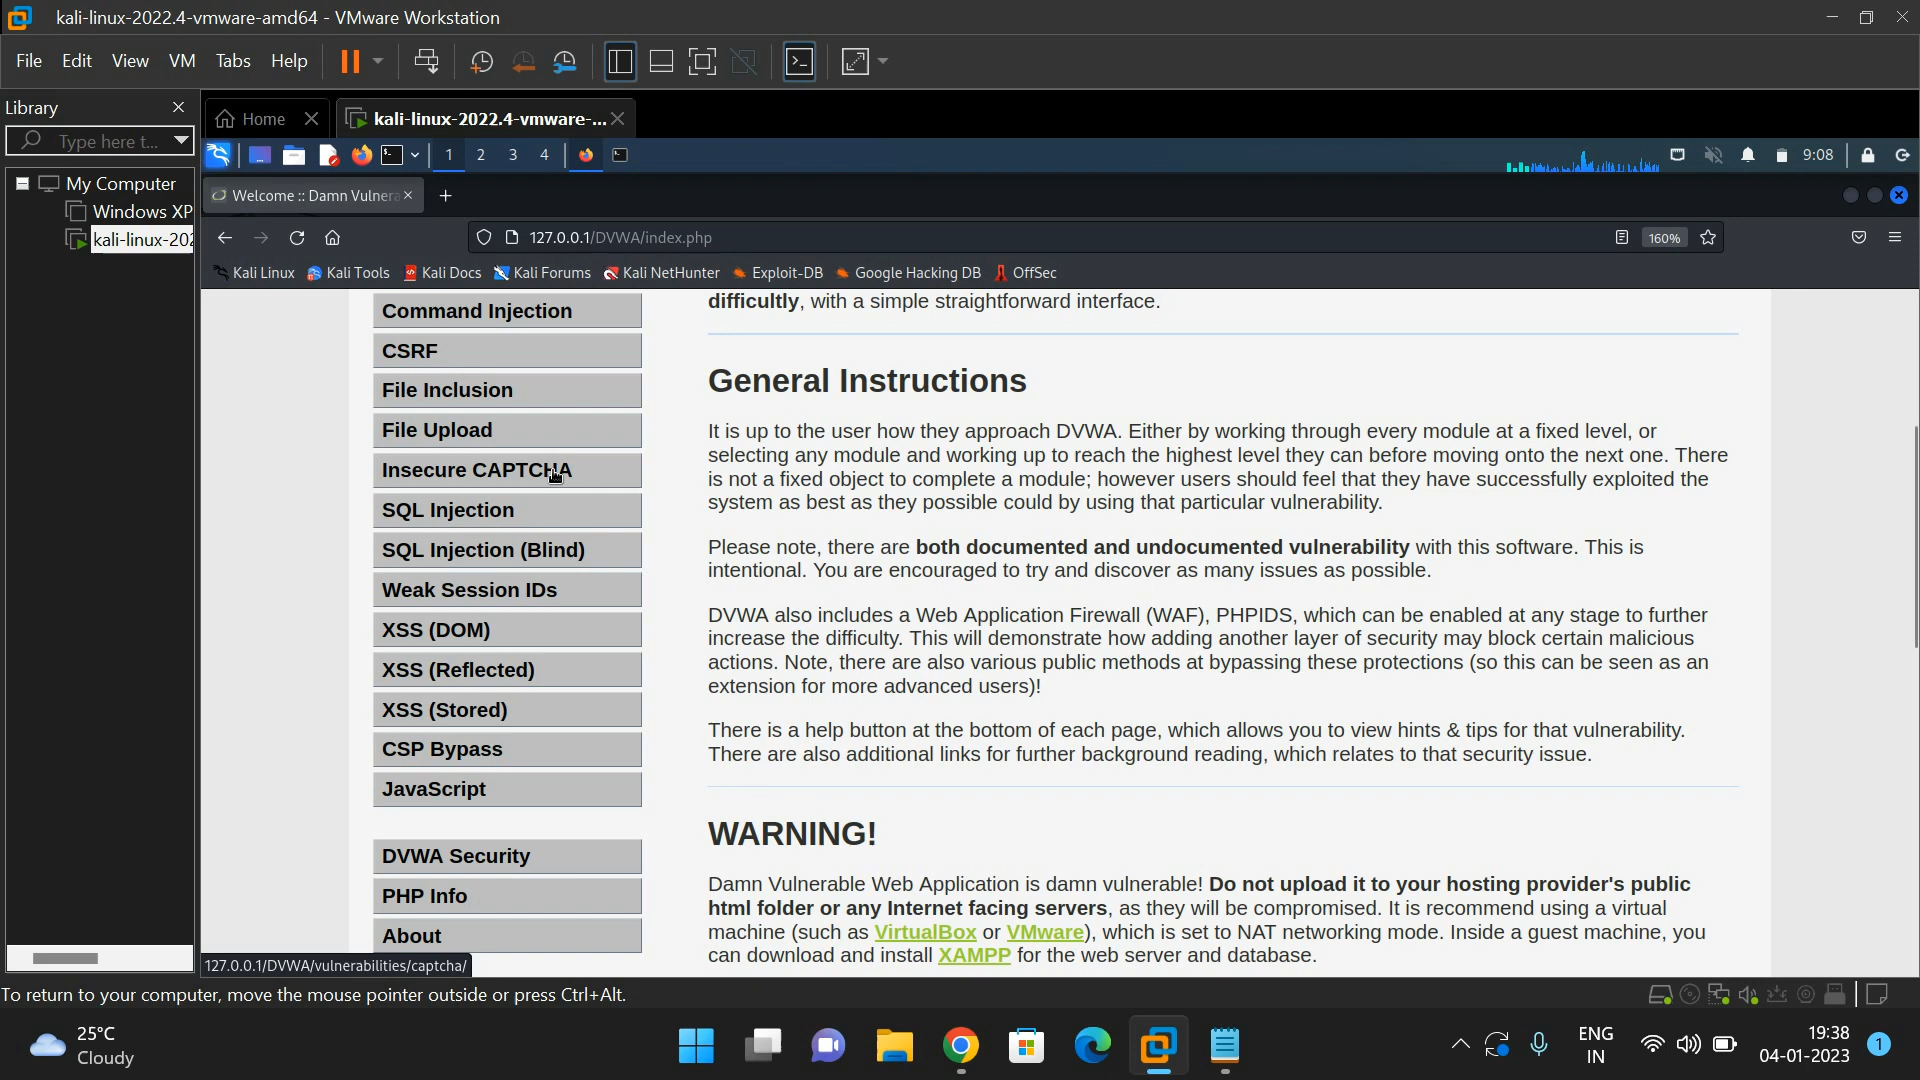 kali-linux-2022.4-vmware-amd64 - VMware Workstation
File Edit View VM Tabs Help
Library
Home
kali-linux-2022.4-vmware-...
Type here t...
1 2 3 4
9:08
My Computer
Windows XP
kali-linux-202
Welcome :: Damn Vulnera
127.0.0.1/DVWA/index.php
160%
Kali Linux Kali Tools Kali Docs Kali Forums Kali NetHunter Exploit-DB Google Hacking DB OffSec
Command Injection
CSRF
File Inclusion
File Upload
Insecure CAPTCHA
SQL Injection
SQL Injection (Blind)
Weak Session IDs
XSS (DOM)
XSS (Reflected)
XSS (Stored)
CSP Bypass
JavaScript
DVWA Security
PHP Info
About
difficultly, with a simple straightforward interface.
General Instructions
It is up to the user how they approach DVWA. Either by working through every module at a fixed level, or
selecting any module and working up to reach the highest level they can before moving onto the next one. There
is not a fixed object to complete a module; however users should feel that they have successfully exploited the
system as best as they possible could by using that particular vulnerability.
Please note, there are both documented and undocumented vulnerability with this software. This is
intentional. You are encouraged to try and discover as many issues as possible.
DVWA also includes a Web Application Firewall (WAF), PHPIDS, which can be enabled at any stage to further
increase the difficulty. This will demonstrate how adding another layer of security may block certain malicious
actions. Note, there are also various public methods at bypassing these protections (so this can be seen as an
extension for more advanced users)!
There is a help button at the bottom of each page, which allows you to view hints & tips for that vulnerability.
There are also additional links for further background reading, which relates to that security issue.
WARNING!
Damn Vulnerable Web Application is damn vulnerable! Do not upload it to your hosting provider's public
html folder or any Internet facing servers, as they will be compromised. It is recommend using a virtual
machine (such as VirtualBox or VMware), which is set to NAT networking mode. Inside a guest machine, you
can download and install XAMPP for the web server and database.
127.0.0.1/DVWA/vulnerabilities/captcha/
To return to your computer, move the mouse pointer outside or press Ctrl+Alt.
25°C
Cloudy
ENG
IN
19:38
04-01-2023
1